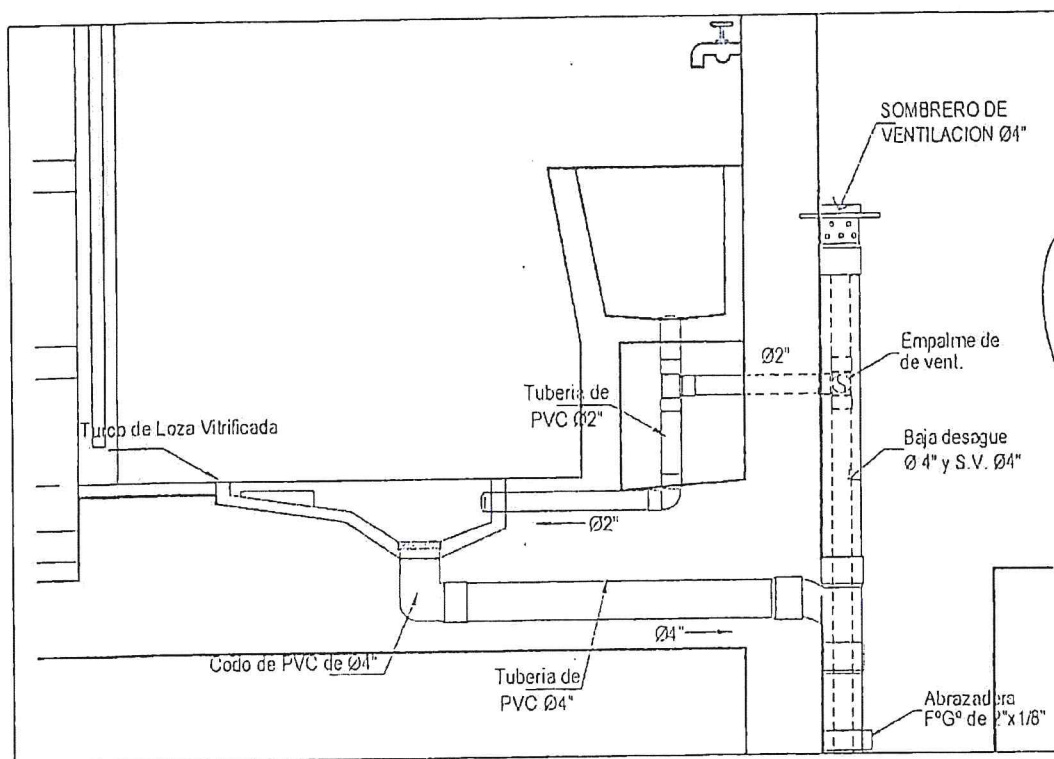 SOMBRERO DE
VENTILACION Ø4"
Ø2"
Empalme de
de vent.
Tuberia de
PVC Ø2"
Turco de Loza Vitrificada
Baja desague
Ø 4" y S.V. Ø4"
Ø2"
Ø4"
Codo de PVC de Ø4"
Tuberia de
PVC Ø4"
Abrazadera
FºGº de 2"x1/8"